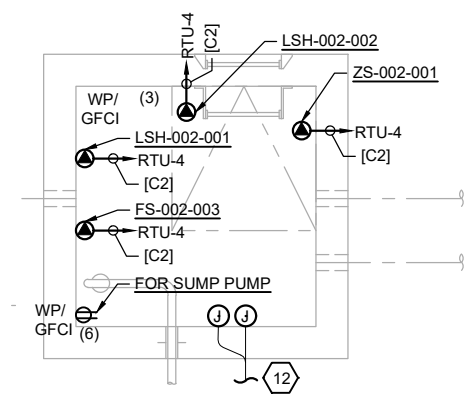 RTU-4
[C2]
LSH-002-002
ZS-002-001
WP/
GFCI
(3)
RTU-4
[C2]
LSH-002-001
RTU-4
[C2]
FS-002-003
RTU-4
[C2]
FOR SUMP PUMP
WP/
GFCI
(6)
J
J
12